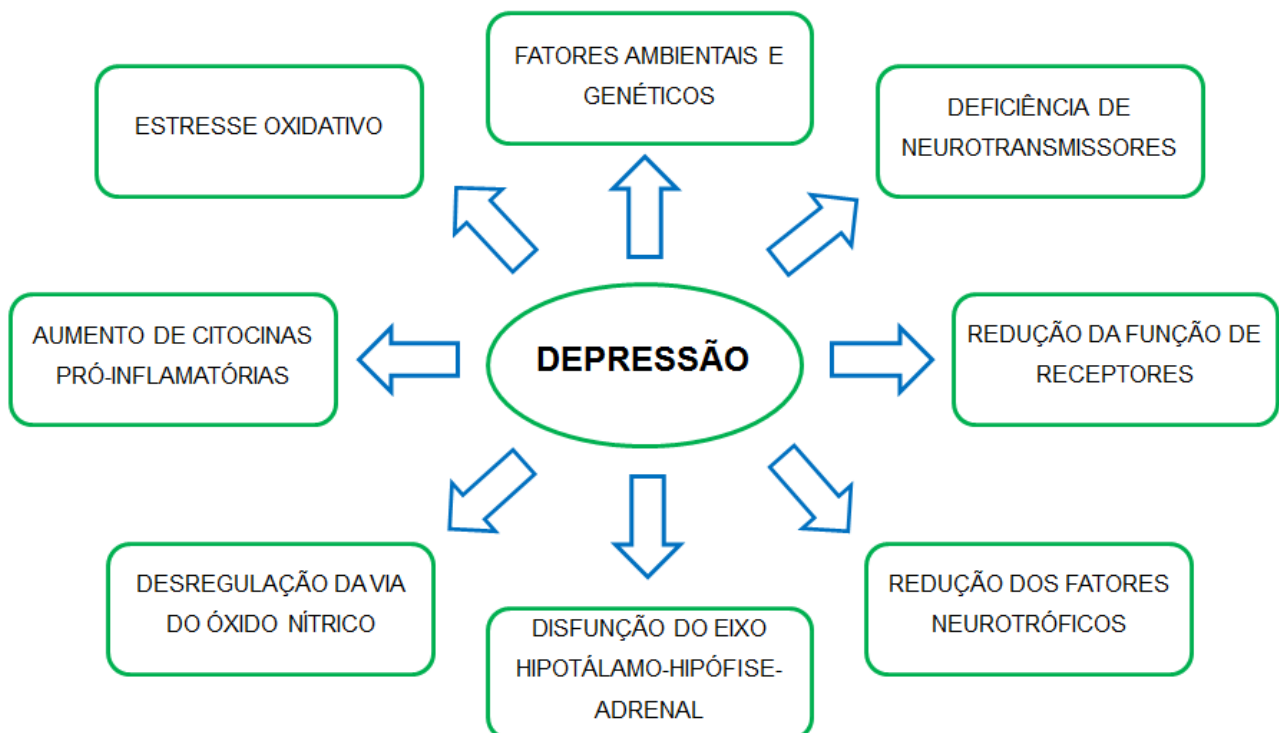 FATORES AMBIENTAIS E
GENÉTICOS
ESTRESSE OXIDATIVO
DEFICIÊNCIA DE
NEUROTRANSMISSORES
AUMENTO DE CITOCINAS
PRÓ-INFLAMATÓRIAS
DEPRESSÃO
REDUÇÃO DA FUNÇÃO DE
RECEPTORES
DESREGULAÇÃO DA VIA
DO ÓXIDO NÍTRICO
DISFUNÇÃO DO EIXO
HIPOTÁLAMO-HIPÓFISE-
ADRENAL
REDUÇÃO DOS FATORES
NEUROTRÓFICOS